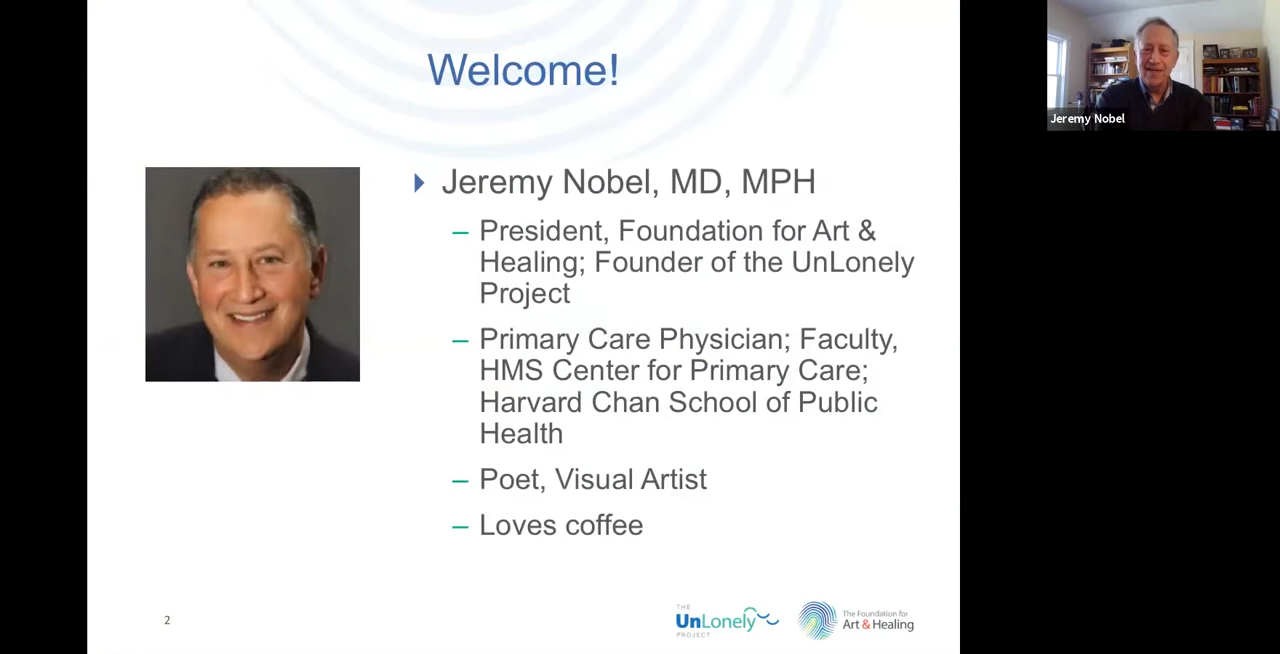 Welcome!
Jeremy Nobel, MD, MPH
– President, Foundation for Art &
Healing; Founder of the UnLonely
Project
– Primary Care Physician; Faculty,
HMS Center for Primary Care;
Harvard Chan School of Public
Health
– Poet, Visual Artist
– Loves coffee
2
THE
UnLonely
PROJECT
The Foundation for
Art & Healing
Jeremy Nobel